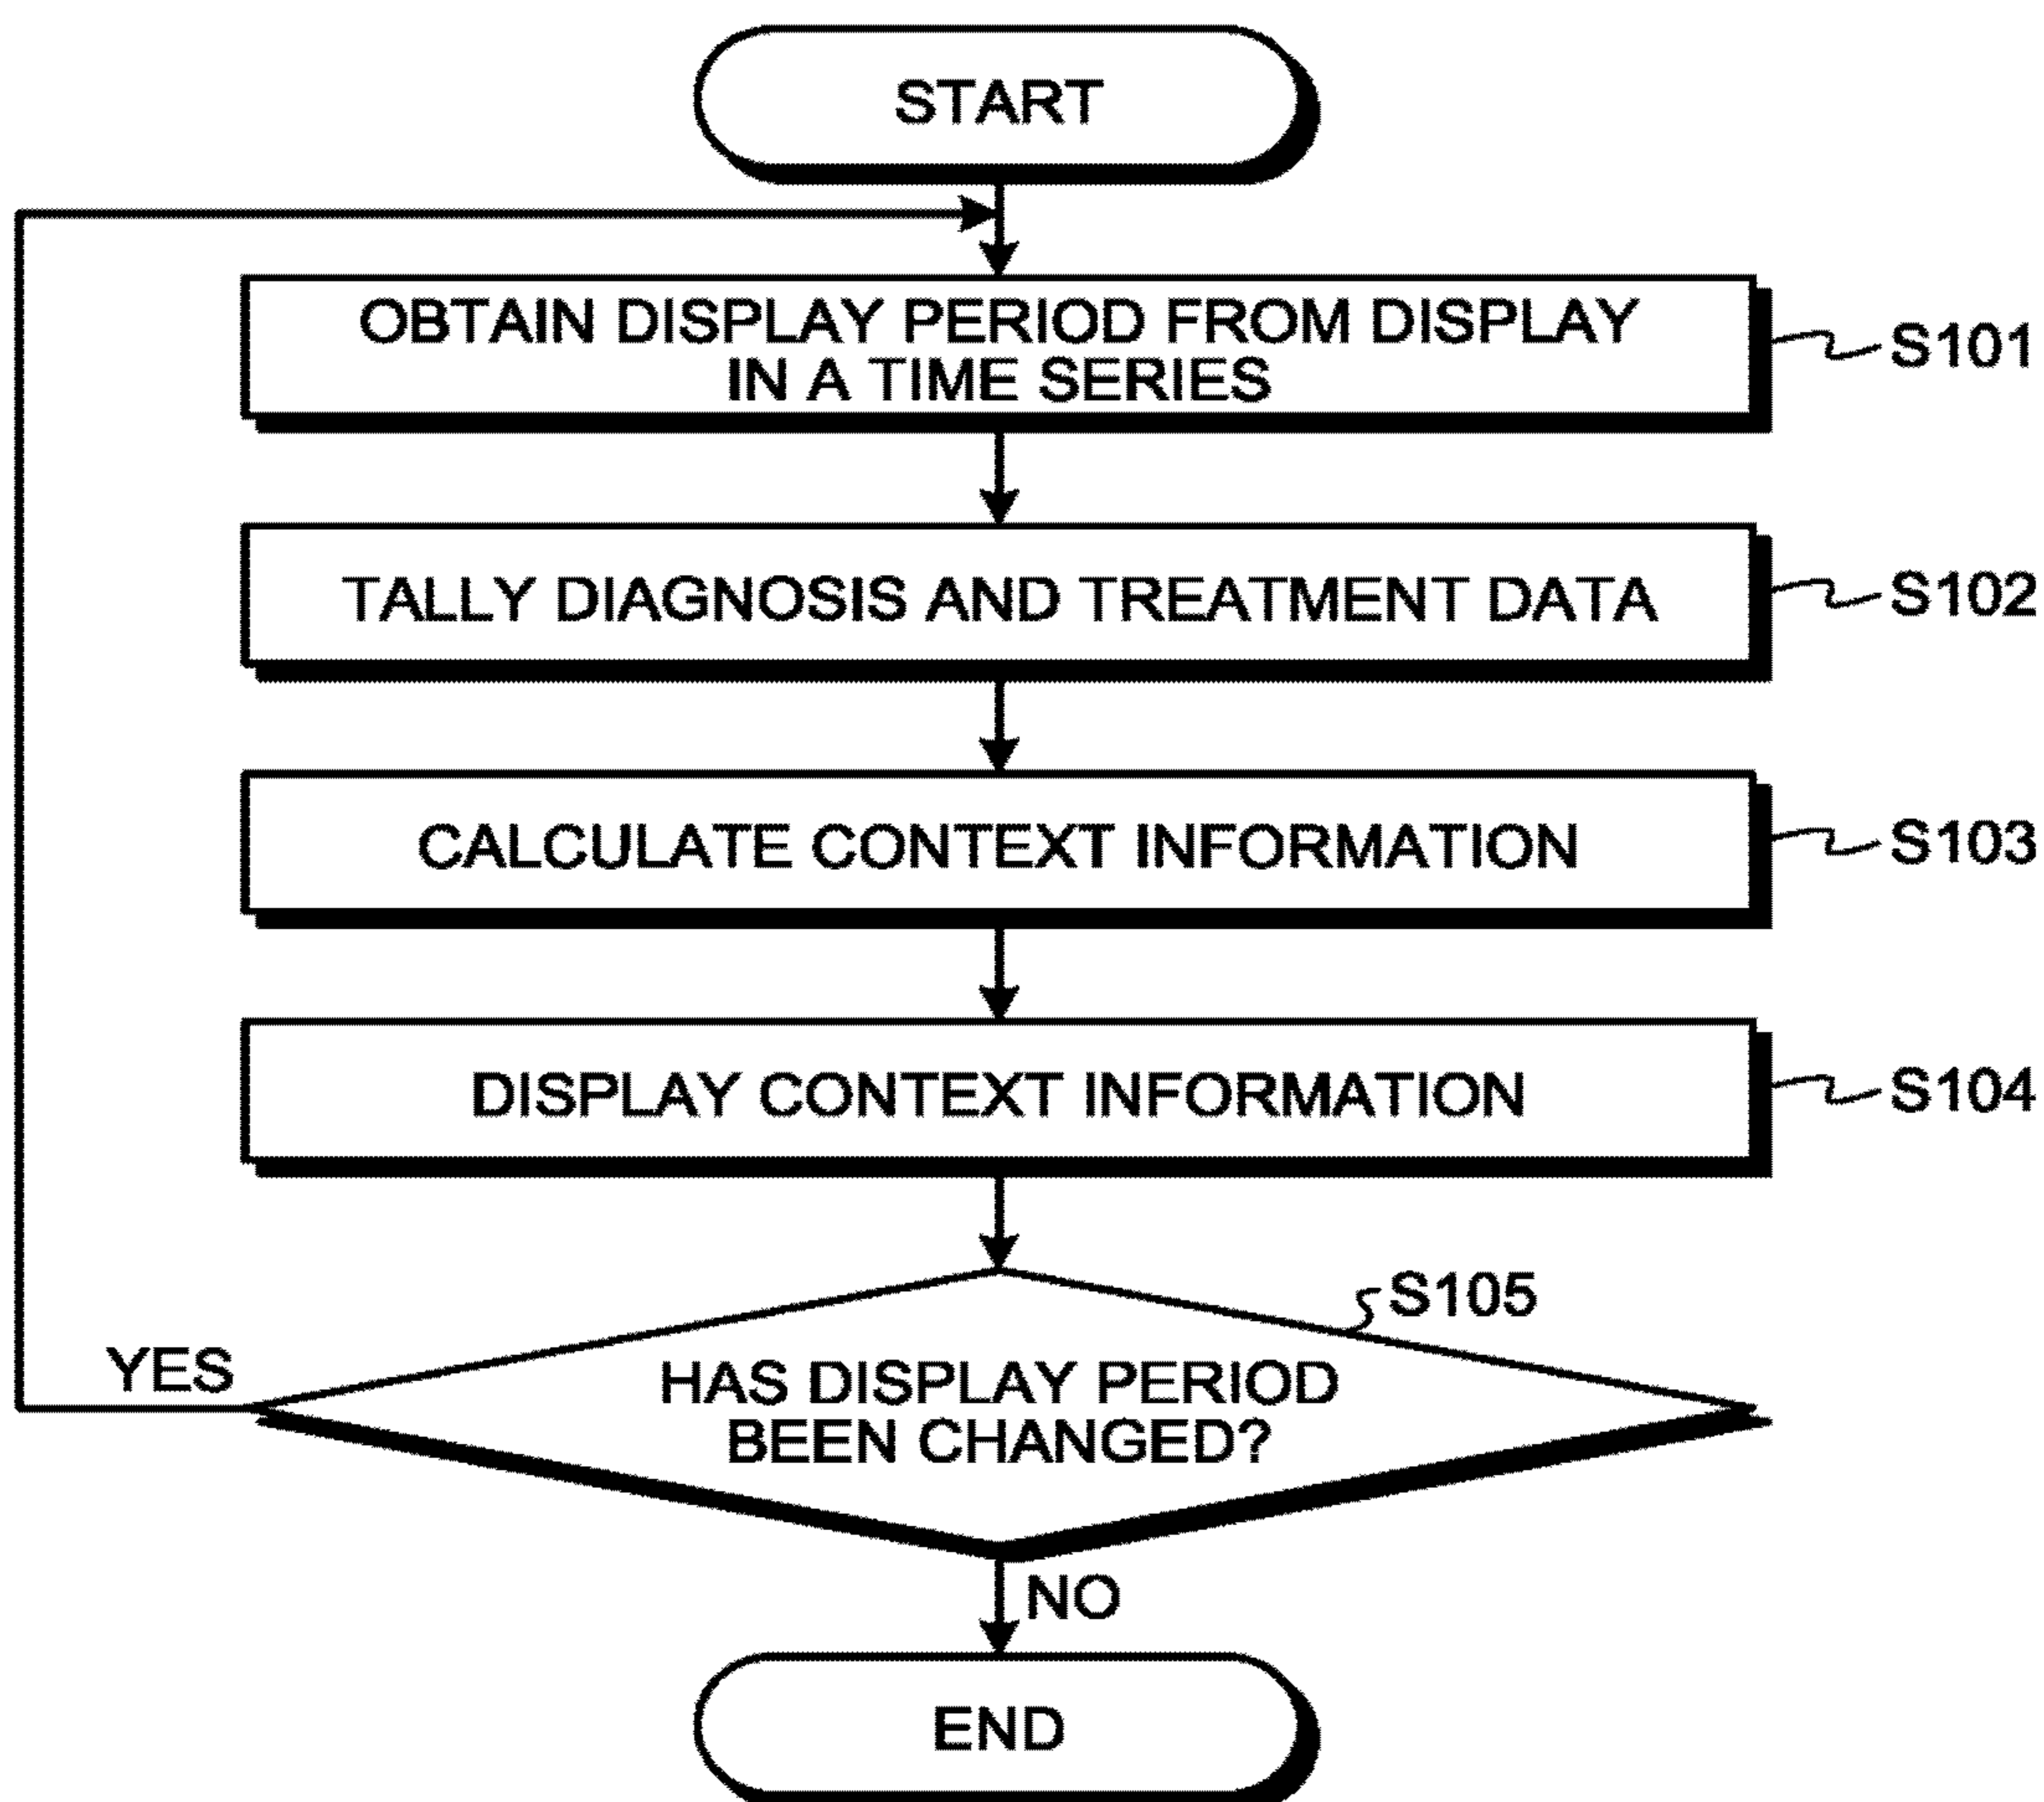 START
OBTAIN DISPLAY PERIOD FROM DISPLAY
IN A TIME SERIES
S101
TALLY DIAGNOSIS AND TREATMENT DATA
S102
CALCULATE CONTEXT INFORMATION
S103
DISPLAY CONTEXT INFORMATION
S104
S105
YES
HAS DISPLAY PERIOD
BEEN CHANGED?
NO
END